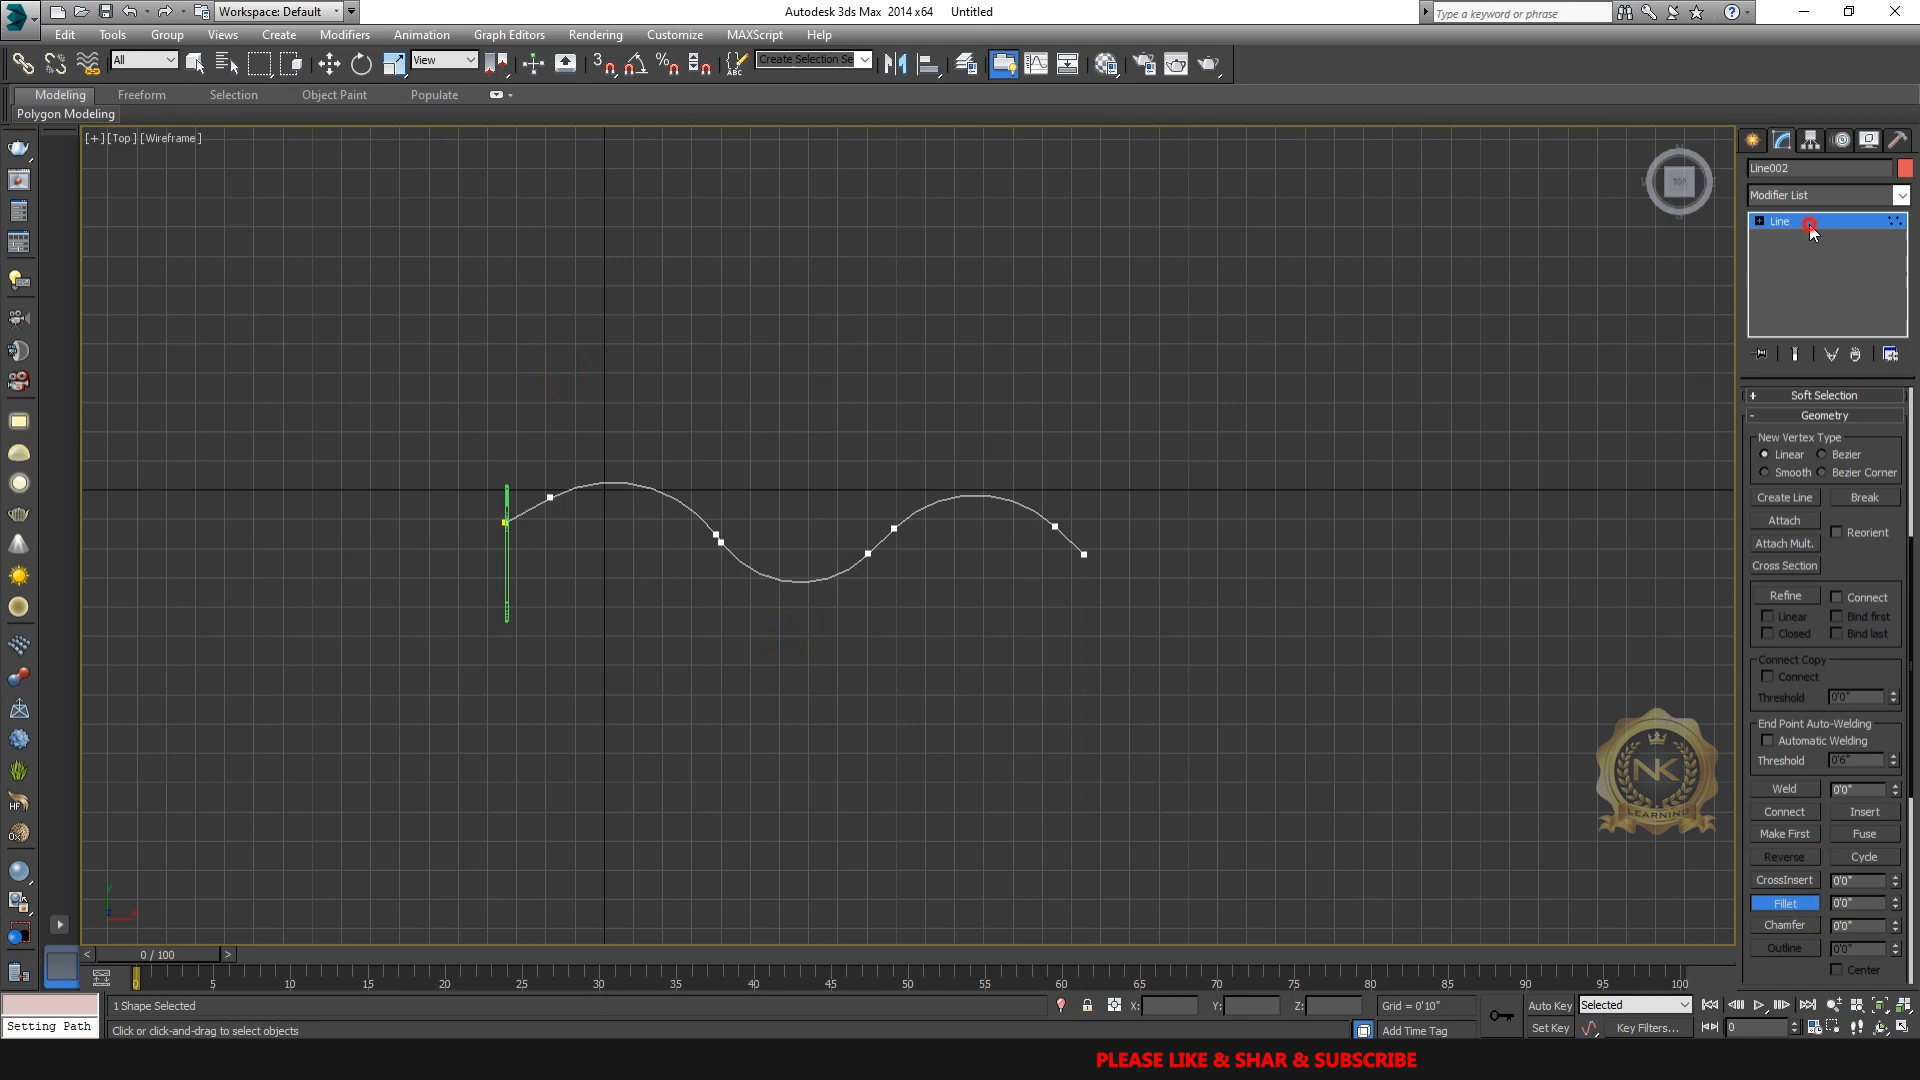 Workspace: Default
Autodesk 3ds Max 2014 x64 Untitled
Type a keyword or phrase
Edit Tools Group Views Create Modifiers Animation Graph Editors Rendering Customize MAXScript Help
All
View
Create Selection Se
Modeling Freeform Selection Object Paint Populate
Polygon Modeling
[+][Top][Wireframe]
TOP
Line002
Modifier List
Line
Soft Selection
Geometry
New Vertex Type
Linear Bezier
Smooth Bezier Corner
Create Line Break
Attach
Reorient
Attach Mult.
Cross Section
Refine Connect
Linear Bind first
Closed Bind last
Connect Copy
Connect
Threshold 0'0"
End Point Auto-Welding
Automatic Welding
Threshold 0'6"
Weld 0'0"
Connect Insert
Make First Fuse
Reverse Cycle
CrossInsert 0'0"
Fillet 0'0"
Chamfer 0'0"
Outline 0'0"
Center
NK
LEARNING
< 0 / 100 >
0 5 10 15 20 25 30 35 40 45 50 55 60 65 70 75 80 85 90 95 100
1 Shape Selected
X: Y: Z: Grid = 0'10"
Auto Key Selected
Setting Path
Click or click-and-drag to select objects
Add Time Tag
Set Key Key Filters... 0
PLEASE LIKE & SHAR & SUBSCRIBE